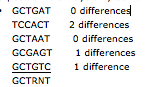 GCTGAT 0 differences
TCCACT 2 differences
GCTAAT 0 differences
GCGAGT 1 differences
GCTGTC 1 difference
GCTRNT